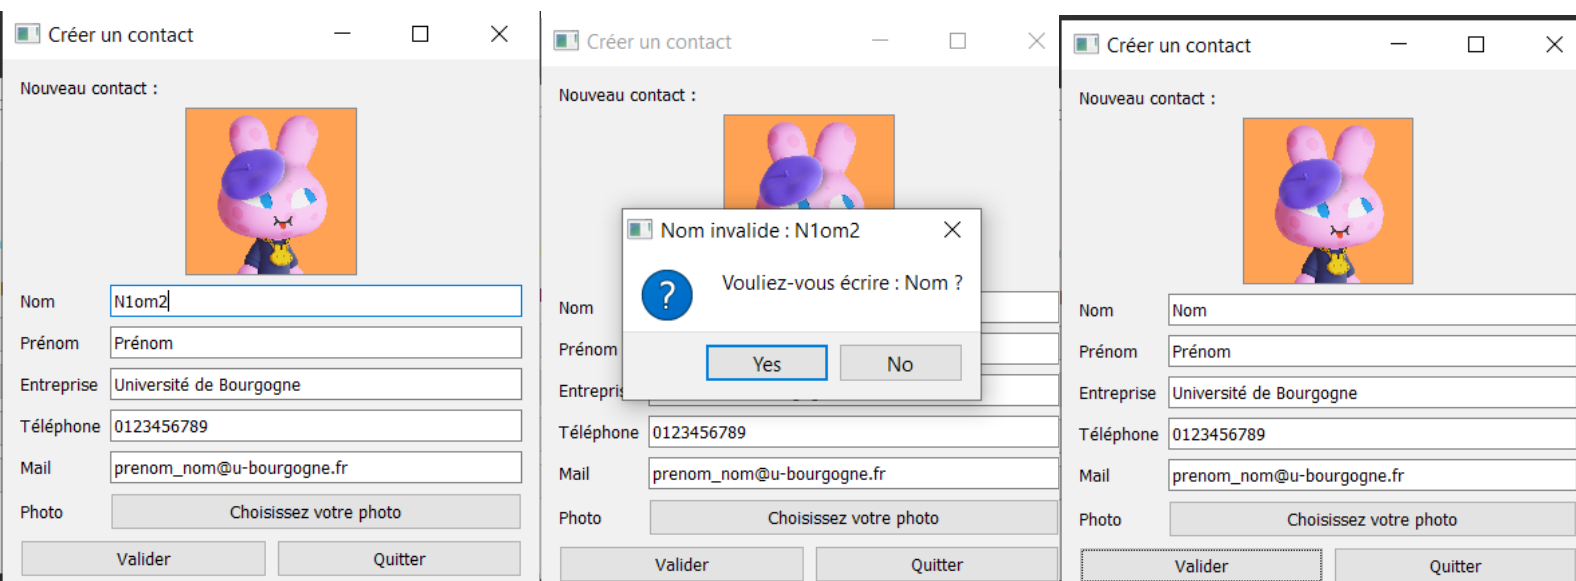 Créer un contact
Nouveau contact :
Nom N1om2
Prénom Prénom
Entreprise Université de Bourgogne
Téléphone 0123456789
Mail prenom_nom@u-bourgogne.fr
Photo Choisissez votre photo
Valider Quitter
Créer un contact
Nouveau contact :
Nom invalide : N1om2
Vouliez-vous écrire : Nom ?
Yes No
Nom
Prénom
Entrepris
Téléphone 0123456789
Mail prenom_nom@u-bourgogne.fr
Photo Choisissez votre photo
Valider Quitter
Créer un contact
Nouveau contact :
Nom Nom
Prénom Prénom
Entreprise Université de Bourgogne
Téléphone 0123456789
Mail prenom_nom@u-bourgogne.fr
Photo Choisissez votre photo
Valider Quitter